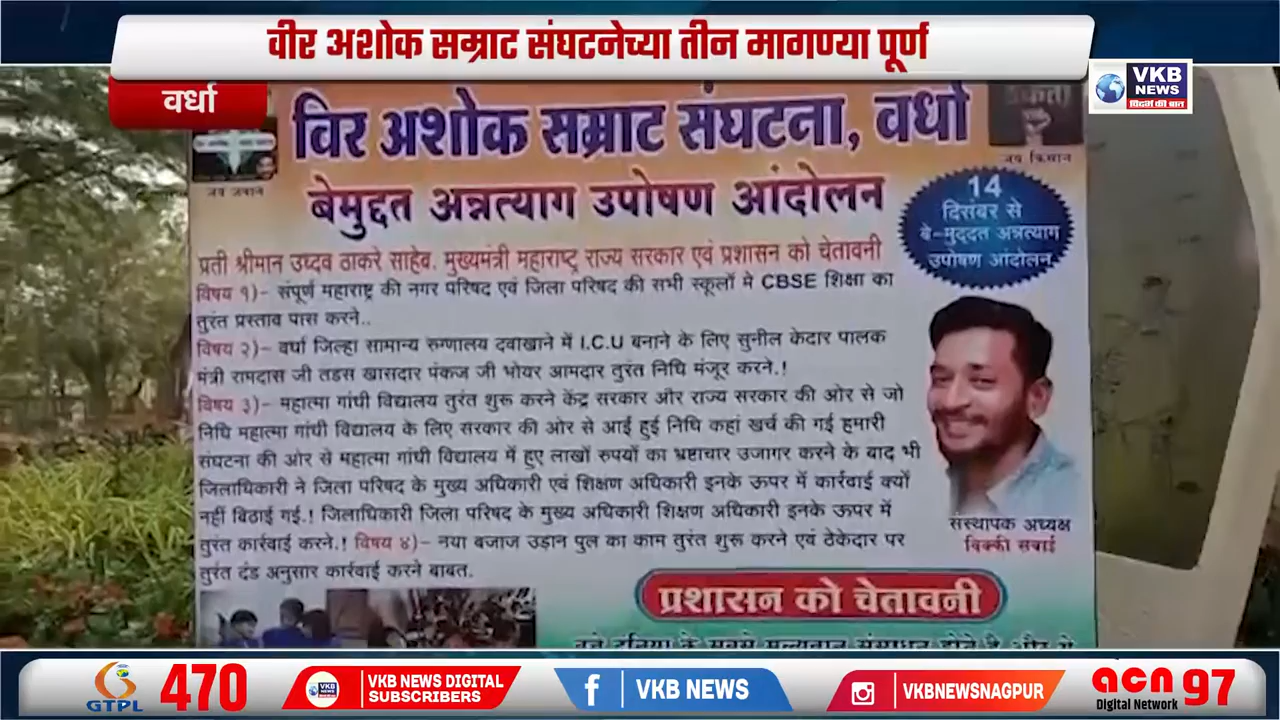 वीर अशोक सम्राट संघटनेच्या तीन मागण्या पूर्ण
वर्धा
VKB
NEWS
विदर्भ की बात
विर अशोक सम्राट संघटना, वर्धा
जय जवान
जय किसान
बेमुद्दत अन्नत्याग उपोषण आंदोलन
14
दिसंबर से
बे-मुद्दत अन्नत्याग
उपोषण आंदोलन
प्रती श्रीमान उध्दव ठाकरे साहेब. मुख्यमंत्री महाराष्ट्र राज्य सरकार एवं प्रशासन को चेतावनी
विषय १)- संपूर्ण महाराष्ट्र की नगर परिषद एवं जिला परिषद की सभी स्कूलों मे CBSE शिक्षा का
तुरंत प्रस्ताव पास करने..
विषय २)- वर्धा जिल्हा सामान्य रुग्णालय दवाखाने में I.C.U बनाने के लिए सुनील केदार पालक
मंत्री रामदास जी तडस खासदार पंकज जी भोयर आमदार तुरंत निधि मंजूर करने.!
विषय ३)- महात्मा गांधी विद्यालय तुरंत शुरू करने केंद्र सरकार और राज्य सरकार की ओर से जो
निधि महात्मा गांधी विद्यालय के लिए सरकार की ओर से आई हुई निधि कहां खर्च की गई हमारी
संघटना की ओर से महात्मा गांधी विद्यालय में हुए लाखों रुपयों का भ्रष्टाचार उजागर करने के बाद भी
जिलाधिकारी ने जिला परिषद के मुख्य अधिकारी एवं शिक्षण अधिकारी इनके ऊपर में कार्रवाई क्यों
नहीं बिठाई गई.! जिलाधिकारी जिला परिषद के मुख्य अधिकारी शिक्षण अधिकारी इनके ऊपर में
तुरंत कार्रवाई करने.! विषय ४)- नया बजाज उड़ान पुल का काम तुरंत शुरू करने एवं ठेकेदार पर
तुरंत दंड अनुसार कार्रवाई करने बाबत.
संस्थापक अध्यक्ष
विक्की सवाई
प्रशासन को चेतावनी
GTPL
470
VKB NEWS DIGITAL
SUBSCRIBERS
VKB NEWS
VKBNEWSNAGPUR
acn 97
Digital Network